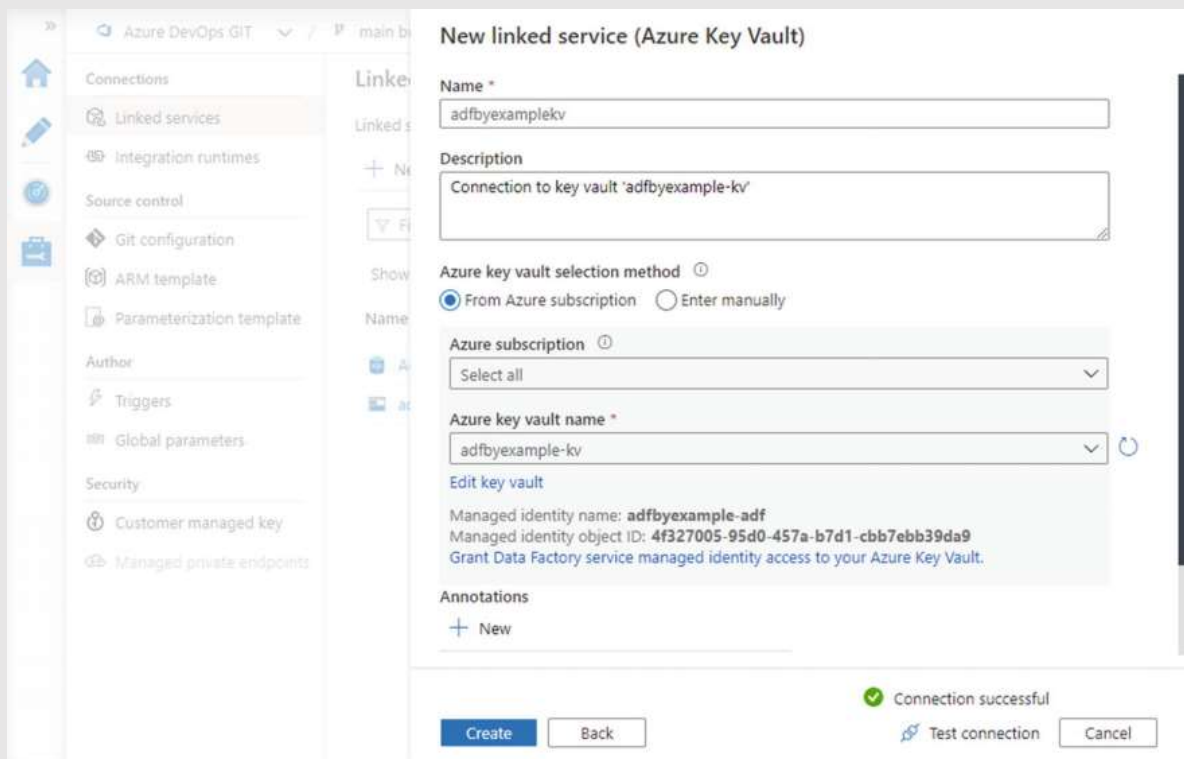 Azure DevOps GIT
/
main b
Connections
Linked services
Integration runtimes
Source control
Git configuration
ARM template
Parameterization template
Author
Triggers
Global parameters
Security
Customer managed key
Managed private endpoints
Linke
Linked s
+ Ne
Fi
Show
Name
A
New linked service (Azure Key Vault)
Name *
adfbyexamplekv
Description
Connection to key vault 'adfbyexample-kv'
Azure key vault selection method
From Azure subscription Enter manually
Azure subscription
Select all
Azure key vault name *
adfbyexample-kv
Edit key vault
Managed identity name: adfbyexample-adf
Managed identity object ID: 4f327005-95d0-457a-b7d1-cbb7ebb39da9
Grant Data Factory service managed identity access to your Azure Key Vault.
Annotations
+ New
Connection successful
Create Back Test connection Cancel